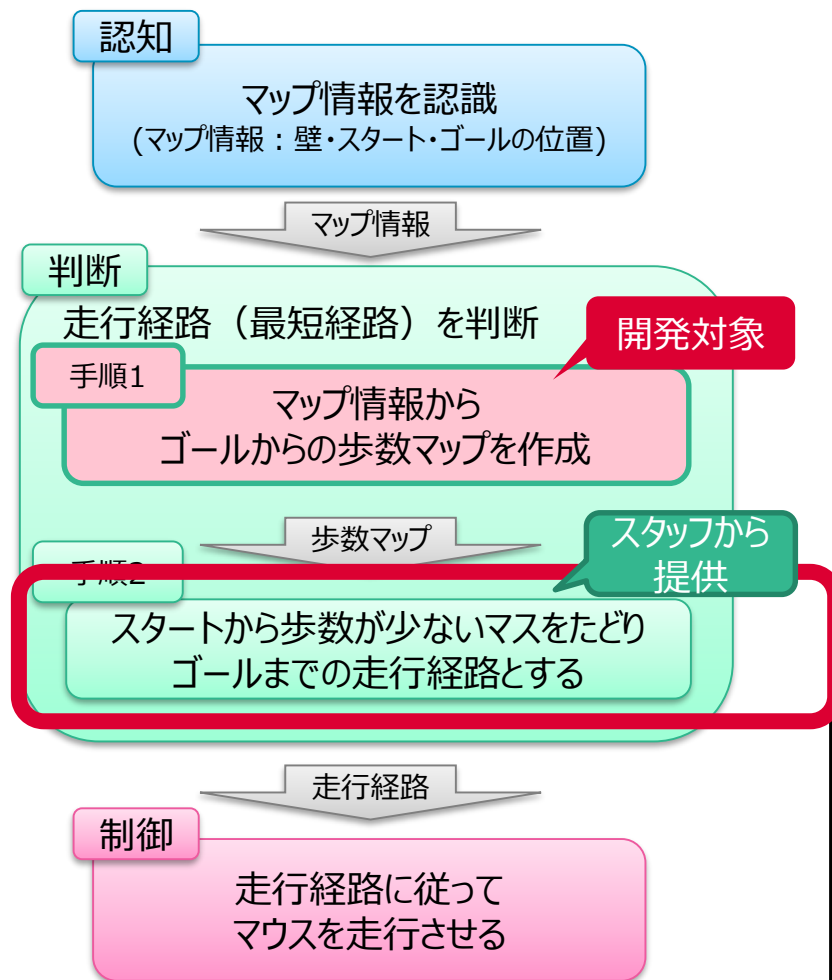 認知
マップ情報を認識
(マップ情報：壁・スタート・ゴールの位置)
マップ情報
判断
走行経路（最短経路）を判断
開発対象
手順1
マップ情報から
ゴールからの歩数マップを作成
歩数マップ
スタッフから
提供
手順2
スタートから歩数が少ないマスをたどり
ゴールまでの走行経路とする
走行経路
制御
走行経路に従って
マウスを走行させる